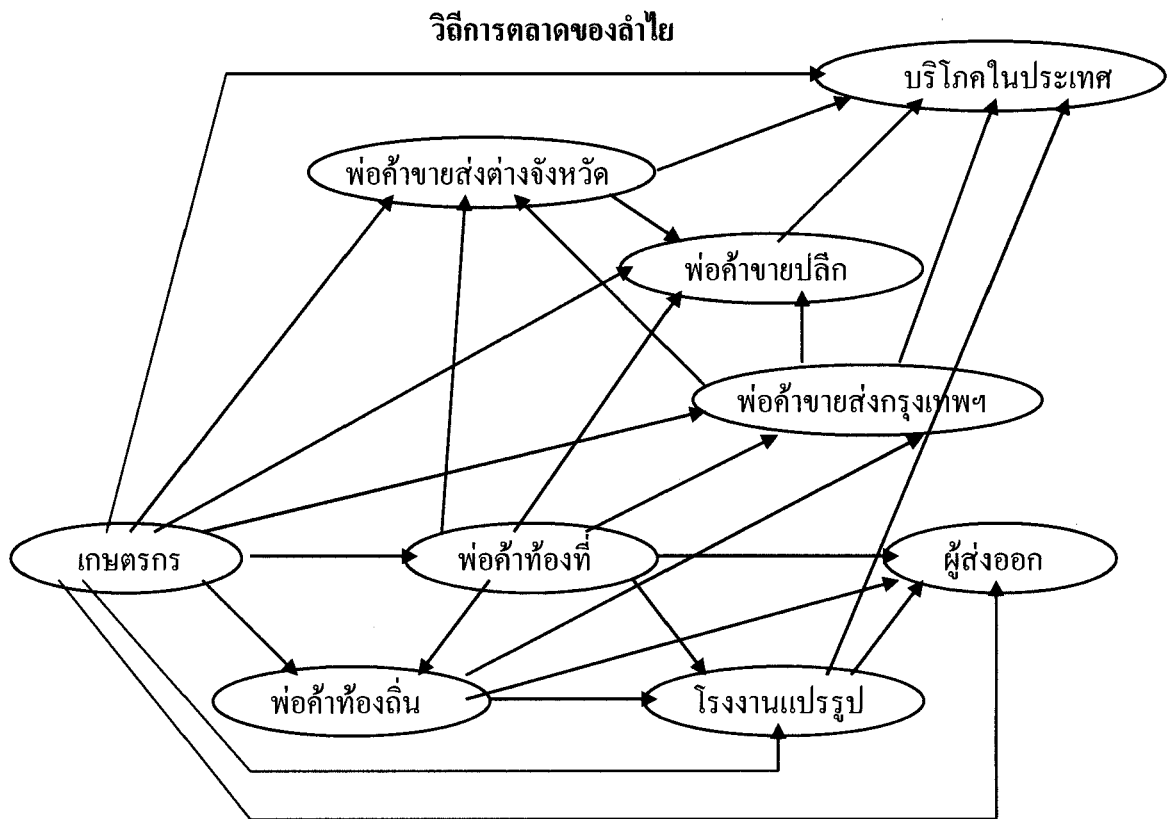 วิถีการตลาดของลำไย
บริโภคในประเทศ
พ่อค้าขายส่งต่างจังหวัด
พ่อค้าขายปลีก
พ่อค้าขายส่งกรุงเทพฯ
เกษตรกร
พ่อค้าท้องที่
ผู้ส่งออก
พ่อค้าท้องถิ่น
โรงงานแปรรูป